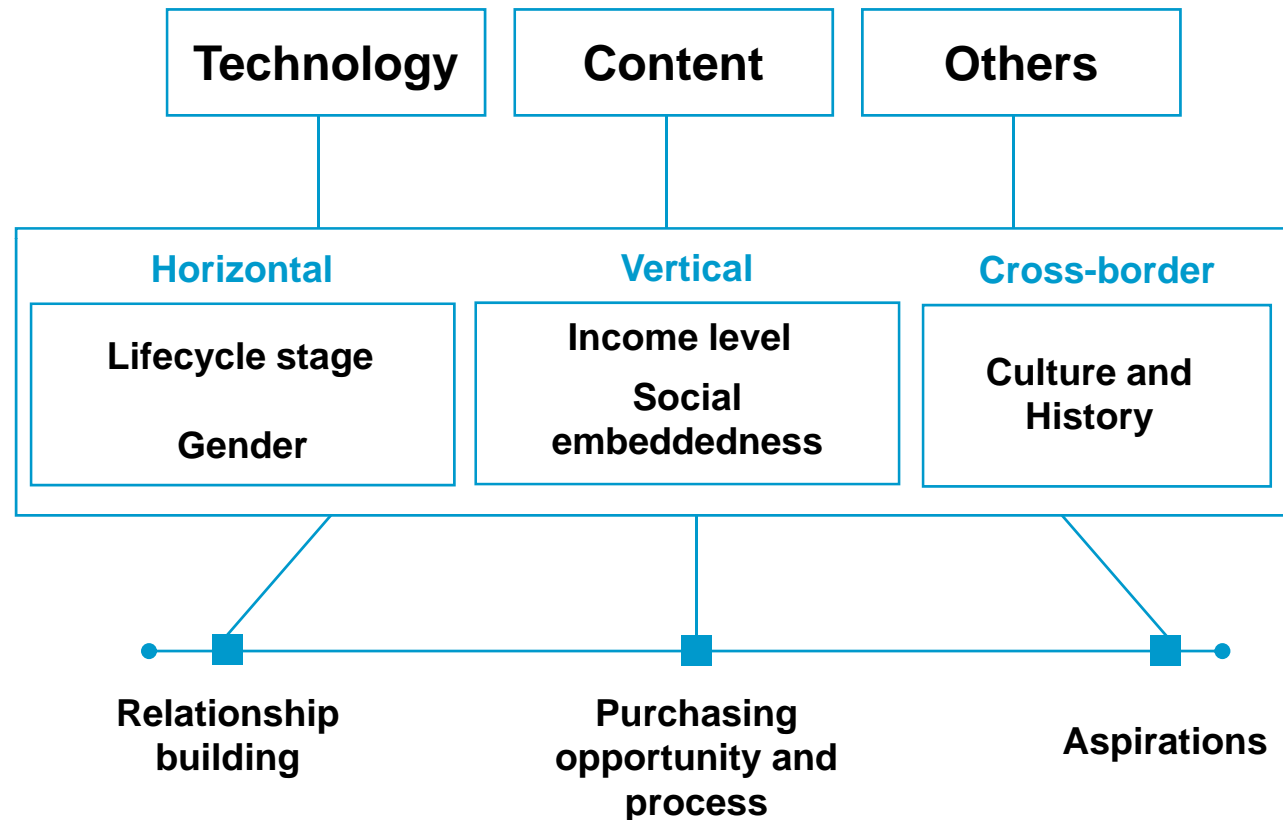 Technology
Content
Others
Horizontal
Vertical
Cross-border
Lifecycle stage
Gender
Income level
Social
embeddedness
Culture and
History
Relationship
building
Purchasing
opportunity and
process
Aspirations